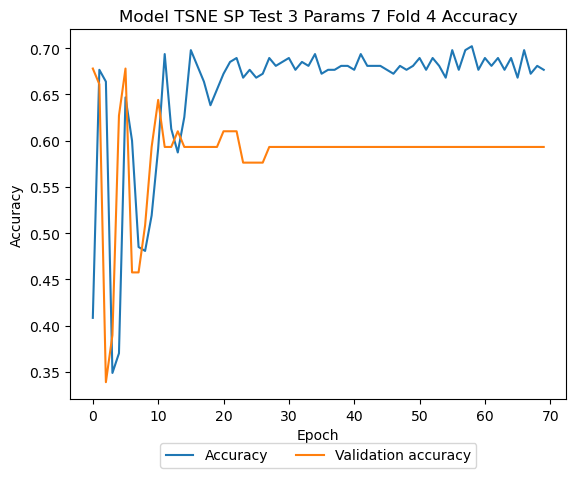 Model TSNE SP Test 3 Params 7 Fold 4 Accuracy
0.70
0.65
0.60
0.55
0.50
0.45
0.40
0.35
Accuracy
0 10 20 30 40 50 60 70
Epoch
Accuracy Validation accuracy